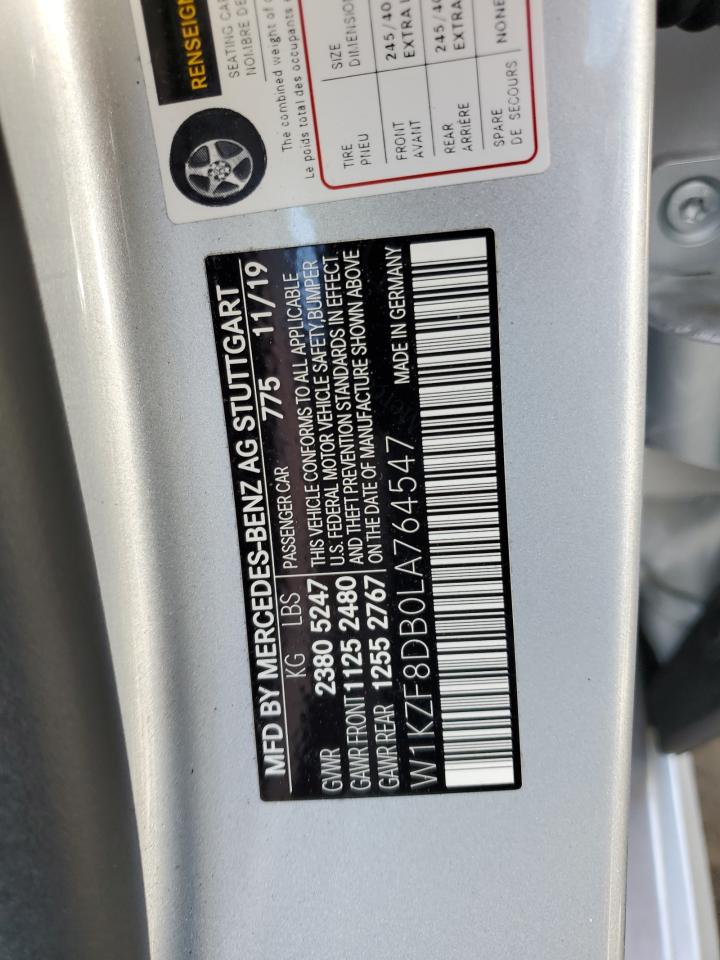 RENSEIGN
SEATING CA
NOMBRE DE
The combined weight of
Le poids total des occupants
TIRE
PNEU
SIZE
DIMENSION
FRONT
AVANT
245/40
EXTRA
REAR
ARRIÈRE
245/40
EXTRA
SPARE
DE SECOURS
NONE
MFD BY MERCEDES-BENZ AG STUTTGART
KG LBS PASSENGER CAR 775 11/19
GVWR 2380 5247
GAWR FRONT 1125 2480
GAWR REAR 1255 2767
THIS VEHICLE CONFORMS TO ALL APPLICABLE
U.S. FEDERAL MOTOR VEHICLE SAFETY,BUMPER
AND THEFT PREVENTION STANDARDS IN EFFECT
ON THE DATE OF MANUFACTURE SHOWN ABOVE
W1KZF8DB0LA764547 MADE IN GERMANY